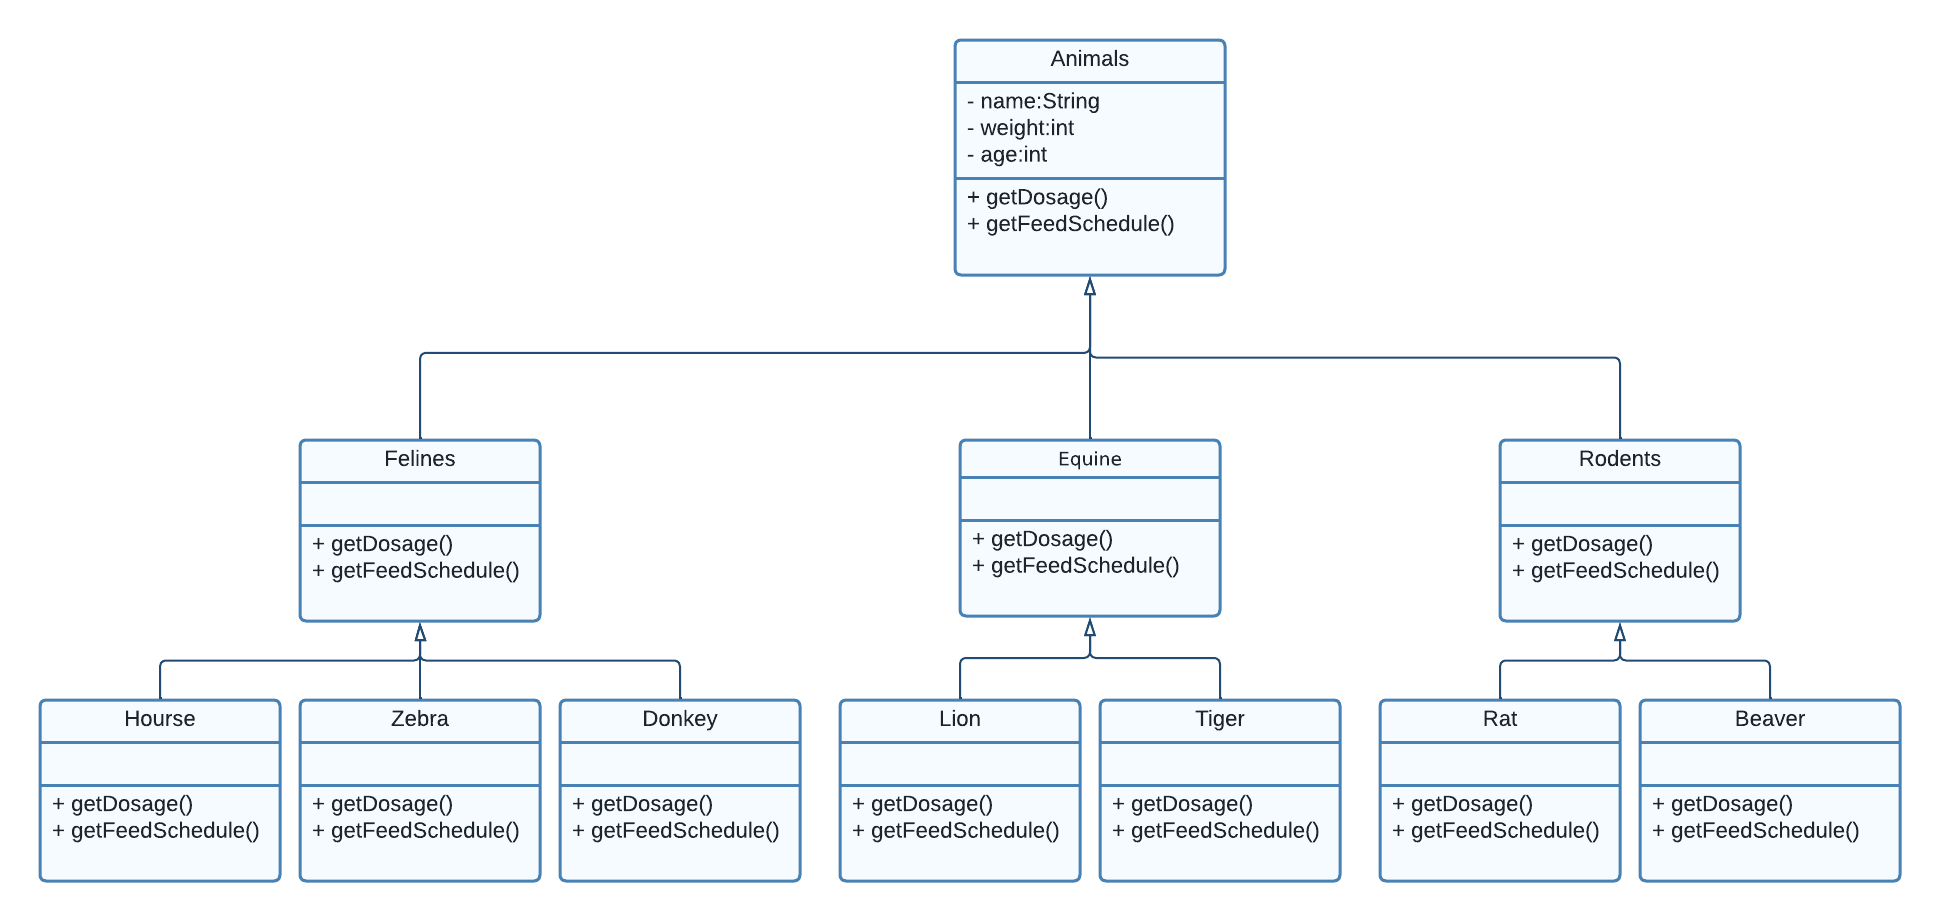 Animals
- name:String
- weight:int
- age:int
+ getDosage()
+ getFeedSchedule()
Felines
+ getDosage()
+ getFeedSchedule()
Equine
+ getDosage()
+ getFeedSchedule()
Rodents
+ getDosage()
+ getFeedSchedule()
Hourse
+ getDosage()
+ getFeedSchedule()
Zebra
+ getDosage()
+ getFeedSchedule()
Donkey
+ getDosage()
+ getFeedSchedule()
Lion
+ getDosage()
+ getFeedSchedule()
Tiger
+ getDosage()
+ getFeedSchedule()
Rat
+ getDosage()
+ getFeedSchedule()
Beaver
+ getDosage()
+ getFeedSchedule()